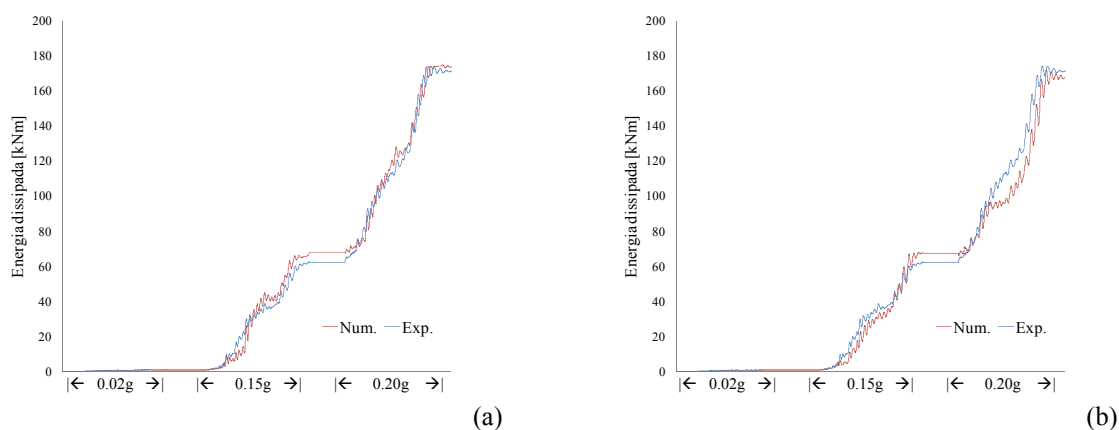 200
180
160
140
120
100
80
60
40
20
0
Energia dissipada [kNm]
Num. Exp.
|← 0.02g →| |← 0.15g →| |← 0.20g →|
(a)
200
180
160
140
120
100
80
60
40
20
0
Energia dissipada [kNm]
Num. Exp.
|← 0.02g →| |← 0.15g →| |← 0.20g →|
(b)